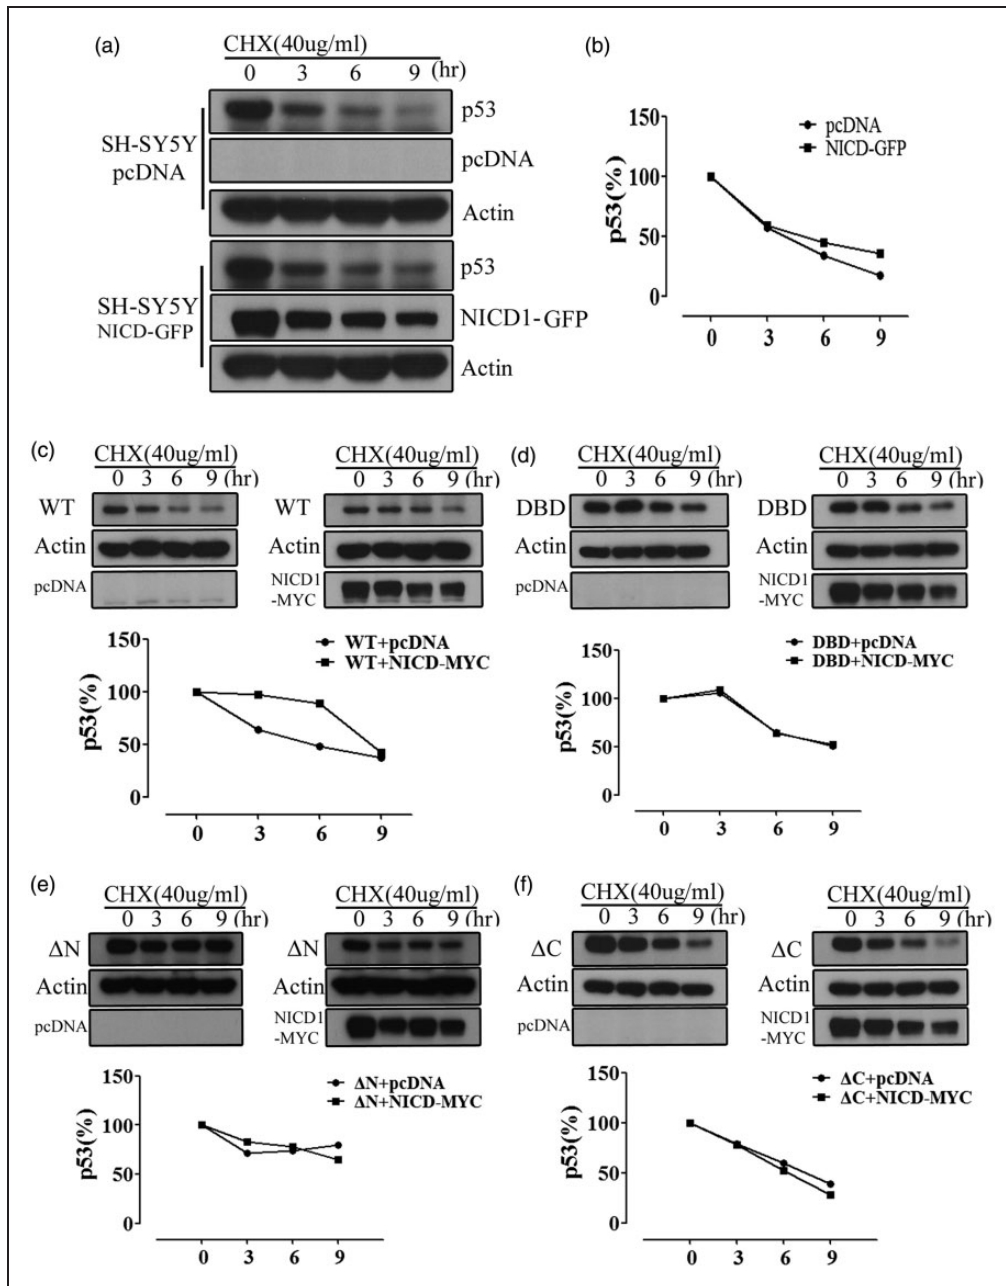 (a)
CHX(40ug/ml)
0 3 6 9 (hr)
SH-SY5Y
pcDNA
p53
pcDNA
Actin
SH-SY5Y
NICD-GFP
p53
NICD1-GFP
Actin
(b)
pcDNA
NICD-GFP
p53(%)
150
100
50
0
0 3 6 9
(c)
CHX(40ug/ml)
0 3 6 9 (hr)
WT
Actin
pcDNA
CHX(40ug/ml)
0 3 6 9 (hr)
WT
Actin
NICD1
-MYC
WT+pcDNA
WT+NICD-MYC
p53(%)
150
100
50
0
0 3 6 9
(d)
CHX(40ug/ml)
0 3 6 9 (hr)
DBD
Actin
pcDNA
CHX(40ug/ml)
0 3 6 9 (hr)
DBD
Actin
NICD1
-MYC
DBD+pcDNA
DBD+NICD-MYC
p53(%)
150
100
50
0
0 3 6 9
(e)
CHX(40ug/ml)
0 3 6 9 (hr)
ΔN
Actin
pcDNA
CHX(40ug/ml)
0 3 6 9 (hr)
ΔN
Actin
NICD1
-MYC
ΔN+pcDNA
ΔN+NICD-MYC
p53(%)
150
100
50
0
0 3 6 9
(f)
CHX(40ug/ml)
0 3 6 9 (hr)
ΔC
Actin
pcDNA
CHX(40ug/ml)
0 3 6 9 (hr)
ΔC
Actin
NICD1
-MYC
ΔC+pcDNA
ΔC+NICD-MYC
p53(%)
150
100
50
0
0 3 6 9